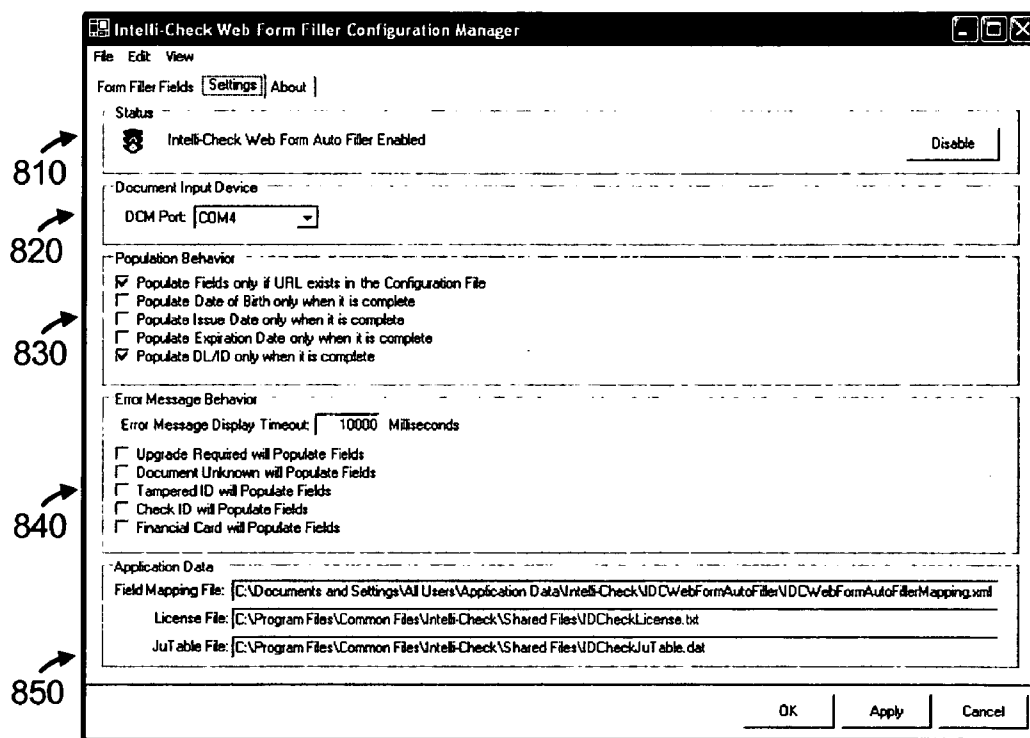 Intelli-Check Web Form Filler Configuration Manager
File Edit View
Form Filler Fields Settings About
Status
Intelli-Check Web Form Auto Filler Enabled
Disable
810
Document Input Device
DCM Port: COM4
820
Population Behavior
Populate Fields only if URL exists in the Configuration File
Populate Date of Birth only when it is complete
Populate Issue Date only when it is complete
Populate Expiration Date only when it is complete
Populate DL/ID only when it is complete
830
Error Message Behavior
Error Message Display Timeout: 10000 Milliseconds
Upgrade Required will Populate Fields
Document Unknown will Populate Fields
Tampered ID will Populate Fields
Check ID will Populate Fields
Financial Card will Populate Fields
840
Application Data
Field Mapping File: C:\Documents and Settings\All Users\Application Data\Intelli-Check\IDCWebFormAutoFiller\IDCWebFormAutoFillerMapping.xml
License File: C:\Program Files\Common Files\Intelli-Check\Shared Files\IDCheckLicense.txt
JuTable File: C:\Program Files\Common Files\Intelli-Check\Shared Files\IDCheckJuTable.dat
850
OK Apply Cancel